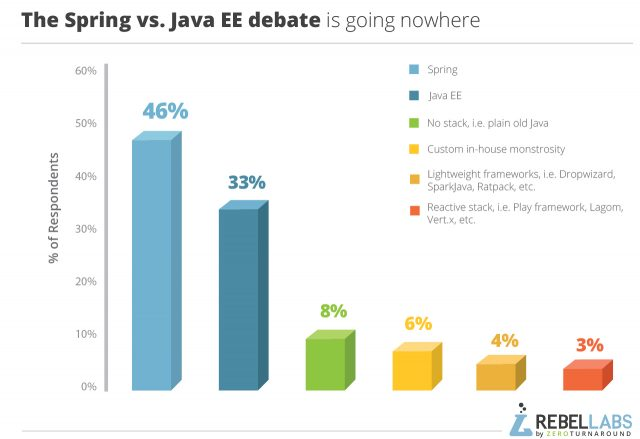 The Spring vs. Java EE debate is going nowhere
60%
50%
40%
30%
20%
10%
0%
% of Respondents
46%
33%
8%
6%
4%
3%
Spring
Java EE
No stack, i.e. plain old Java
Custom in-house monstrosity
Lightweight frameworks, i.e. Dropwizard,
SparkJava, Ratpack, etc.
Reactive stack, i.e. Play framework, Lagom,
Vert.x, etc.
REBELLABS
by ZEROTURNAROUND